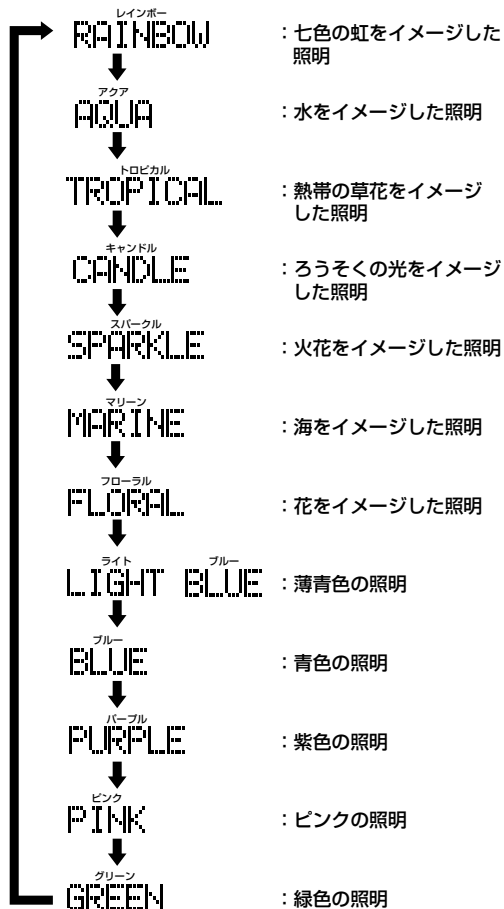 レインボー
RAINBOW ：七色の虹をイメージした
照明
アクア
AQUA ：水をイメージした照明
トロピカル
TROPICAL ：熱帯の草花をイメージ
した照明
キャンドル
CANDLE ：ろうそくの光をイメージ
した照明
スパークル
SPARKLE ：火花をイメージした照明
マリーン
MARINE ：海をイメージした照明
フローラル
FLORAL ：花をイメージした照明
ライト ブルー
LIGHT BLUE ：薄青色の照明
ブルー
BLUE ：青色の照明
パープル
PURPLE ：紫色の照明
ピンク
PINK ：ピンクの照明
グリーン
GREEN ：緑色の照明